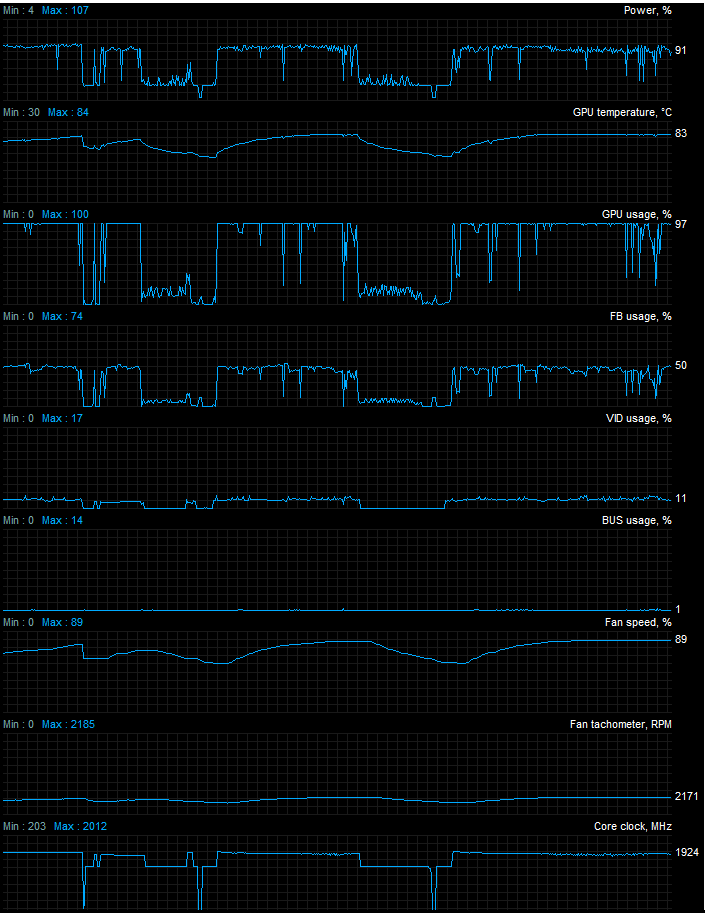 Min : 4 Max : 107 Power, %
91
Min : 30 Max : 84 GPU temperature, °C
83
Min : 0 Max : 100 GPU usage, %
97
Min : 0 Max : 74 FB usage, %
50
Min : 0 Max : 17 VID usage, %
11
Min : 0 Max : 14 BUS usage, %
1
Min : 0 Max : 89 Fan speed, %
89
Min : 0 Max : 2185 Fan tachometer, RPM
2171
Min : 203 Max : 2012 Core clock, MHz
1924